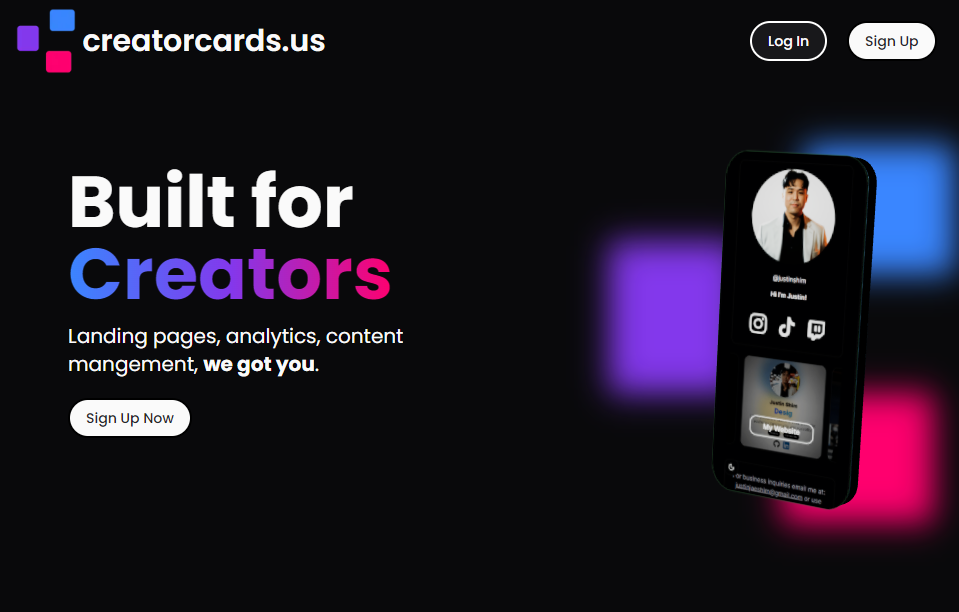 creatorcards.us
Log In
Sign Up
Built for
Creators
Landing pages, analytics, content
mangement, we got you.
Sign Up Now
@justinshim
Hi I'm Justin!
Justin Shim
Desig
My Website
or business inquiries email me at:
justinjaeshim@gmail.com or use